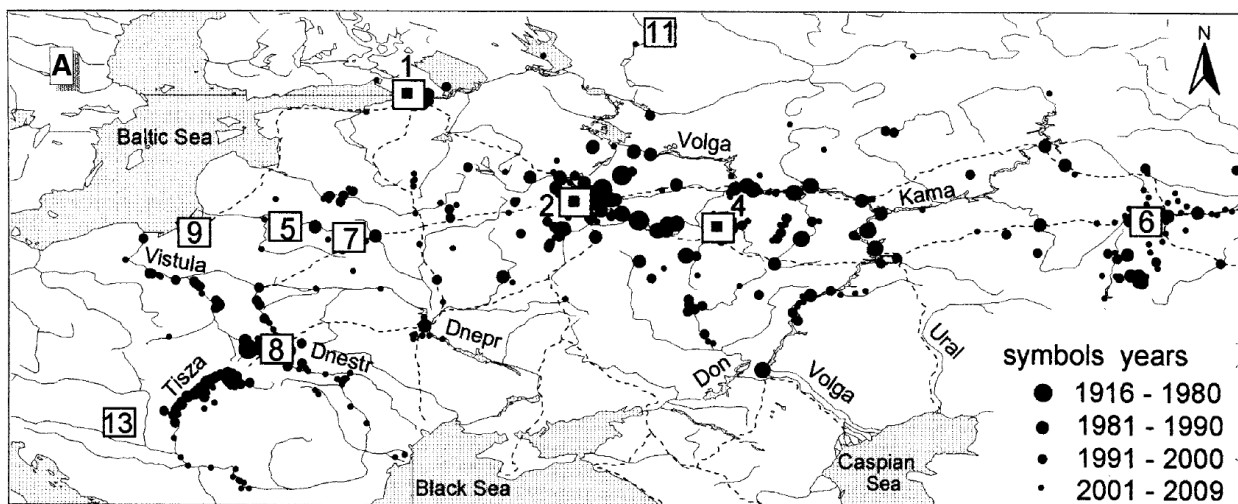 A
11
N
1
Baltic Sea
Volga
Kama
2
4
5
6
7
9
Vistula
8
Dnestr
Dnepr
Tisza
Don
Volga
Ural
13
Black Sea
Caspian
Sea
symbols years
1916 - 1980
1981 - 1990
1991 - 2000
2001 - 2009